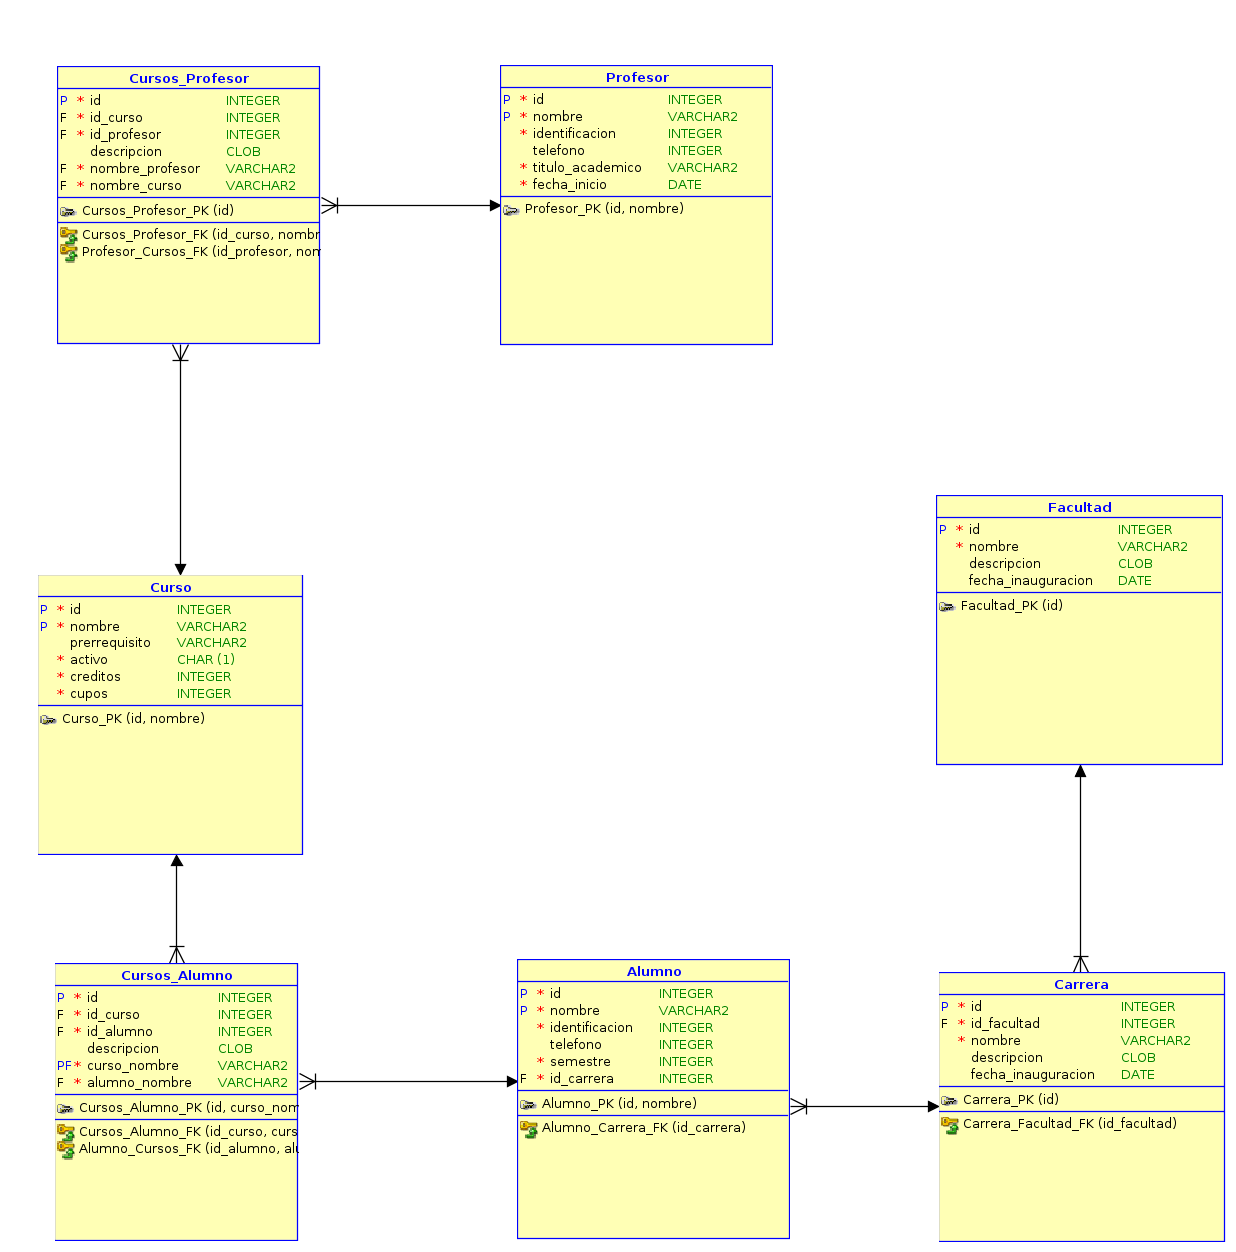 Cursos_Profesor
P * id INTEGER
F * id_curso INTEGER
F * id_profesor INTEGER
descripcion CLOB
F * nombre_profesor VARCHAR2
F * nombre_curso VARCHAR2
Cursos_Profesor_PK (id)
Cursos_Profesor_FK (id_curso, nombr
Profesor_Cursos_FK (id_profesor, nom
Profesor
P * id INTEGER
P * nombre VARCHAR2
* identificacion INTEGER
telefono INTEGER
* titulo_academico VARCHAR2
* fecha_inicio DATE
Profesor_PK (id, nombre)
Facultad
P * id INTEGER
* nombre VARCHAR2
descripcion CLOB
fecha_inauguracion DATE
Facultad_PK (id)
Curso
P * id INTEGER
P * nombre VARCHAR2
prerrequisito VARCHAR2
* activo CHAR (1)
* creditos INTEGER
* cupos INTEGER
Curso_PK (id, nombre)
Cursos_Alumno
P * id INTEGER
F * id_curso INTEGER
F * id_alumno INTEGER
descripcion CLOB
PF * curso_nombre VARCHAR2
F * alumno_nombre VARCHAR2
Cursos_Alumno_PK (id, curso_nom
Cursos_Alumno_FK (id_curso, curs
Alumno_Cursos_FK (id_alumno, alu
Alumno
P * id INTEGER
P * nombre VARCHAR2
* identificacion INTEGER
telefono INTEGER
* semestre INTEGER
F * id_carrera INTEGER
Alumno_PK (id, nombre)
Alumno_Carrera_FK (id_carrera)
Carrera
P * id INTEGER
F * id_facultad INTEGER
* nombre VARCHAR2
descripcion CLOB
fecha_inauguracion DATE
Carrera_PK (id)
Carrera_Facultad_FK (id_facultad)